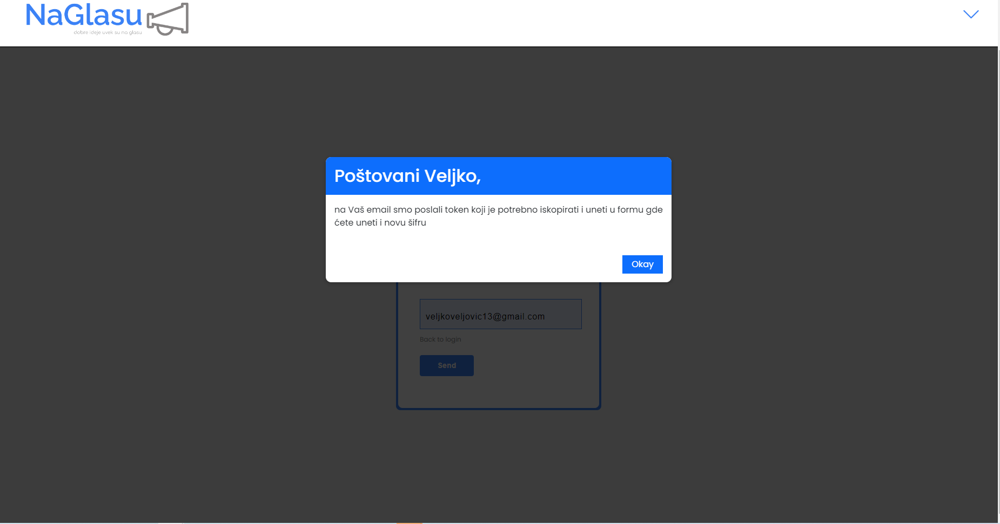 NaGlasu
dobre ideje uvek su na glasu
Poštovani Veljko,
na Vaš email smo poslali token koji je potrebno iskopirati i uneti u formu gde
ćete uneti i novu šifru
Okay
veljkoveljovic13@gmail.com
Back to login
Send